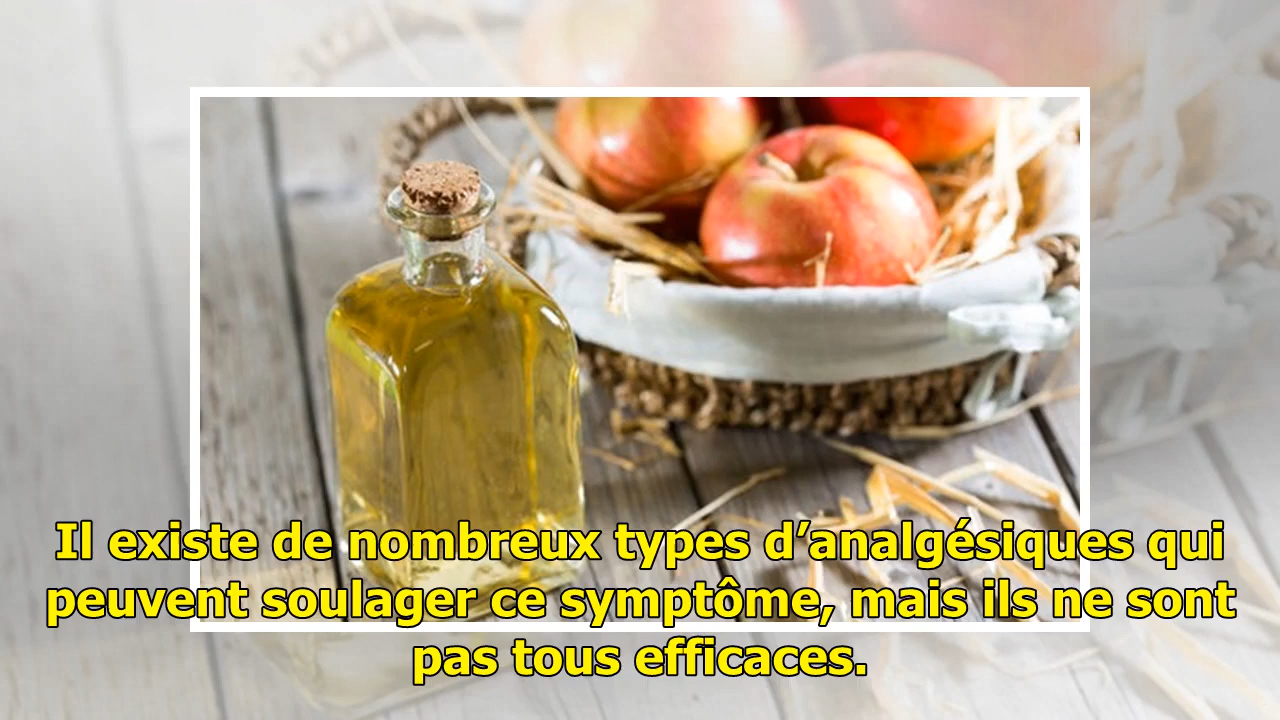 Il existe de nombreux types d’analgésiques qui
peuvent soulager ce symptôme, mais ils ne sont
pas tous efficaces.